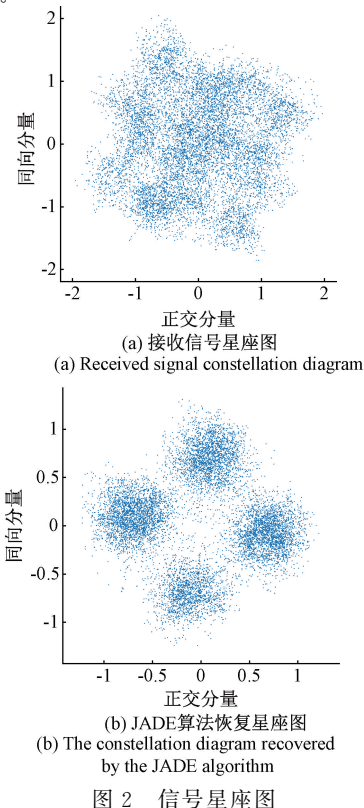 。
2
1
0
-1
-2
同向分量
-2
-1
0
1
2
正交分量
(a) 接收信号星座图
(a) Received signal constellation diagram
1
0.5
0
-0.5
-1
同向分量
-1
-0.5
0
0.5
1
正交分量
(b) JADE算法恢复星座图
(b) The constellation diagram recovered
by the JADE algorithm
图 2 信号星座图